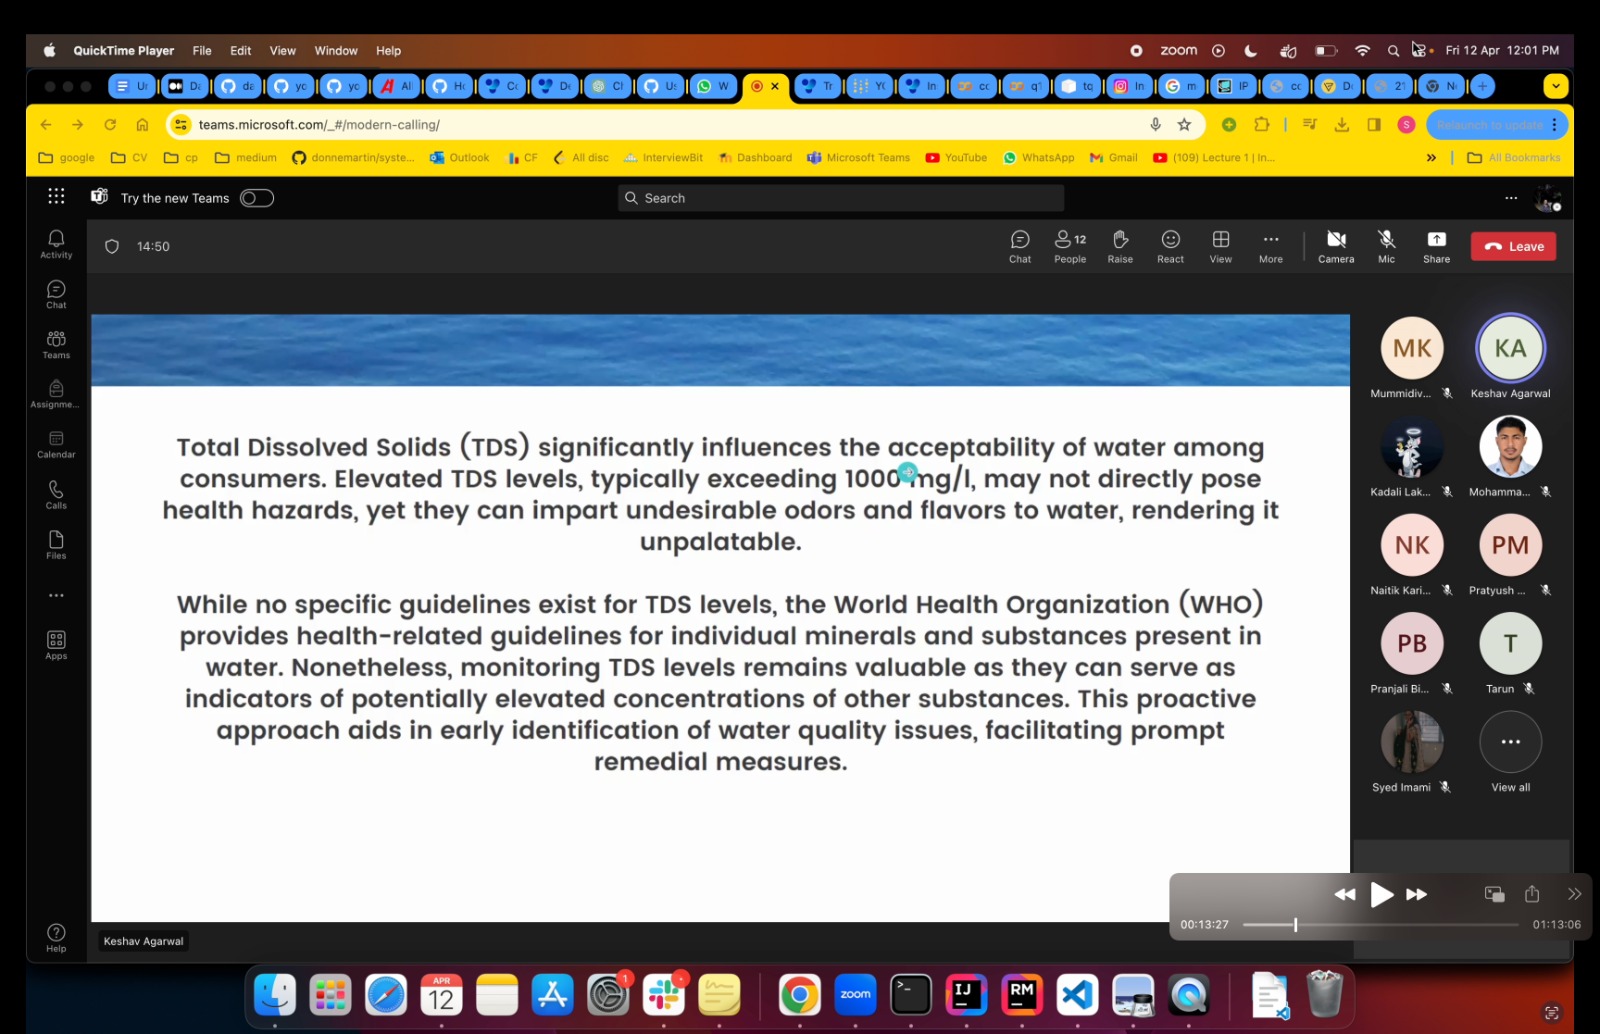 QuickTime Player File Edit View Window Help
zoom Fri 12 Apr 12:01 PM
teams.microsoft.com/_#/modern-calling/
Relaunch to update
google CV cp medium donnemartin/syste... Outlook CF All disc InterviewBit Dashboard Microsoft Teams YouTube WhatsApp Gmail (109) Lecture 1 | In... » All Bookmarks
Try the new Teams
Search
14:50
12
Chat People Raise React View More Camera Mic Share Leave
Activity
Chat
Teams
Assignme...
Calendar
Calls
Files
Apps
Help
Total Dissolved Solids (TDS) significantly influences the acceptability of water among
consumers. Elevated TDS levels, typically exceeding 1000 mg/l, may not directly pose
health hazards, yet they can impart undesirable odors and flavors to water, rendering it
unpalatable.
While no specific guidelines exist for TDS levels, the World Health Organization (WHO)
provides health-related guidelines for individual minerals and substances present in
water. Nonetheless, monitoring TDS levels remains valuable as they can serve as
indicators of potentially elevated concentrations of other substances. This proactive
approach aids in early identification of water quality issues, facilitating prompt
remedial measures.
Keshav Agarwal
MK KA
Mummidiv... Keshav Agarwal
Kadali Lak... Mohamma...
NK PM
Naitik Kari... Pratyush ...
PB T
Pranjali Bi... Tarun
Syed Imami View all
00:13:27 01:13:06
APR
12
1
zoom
IJ
RM